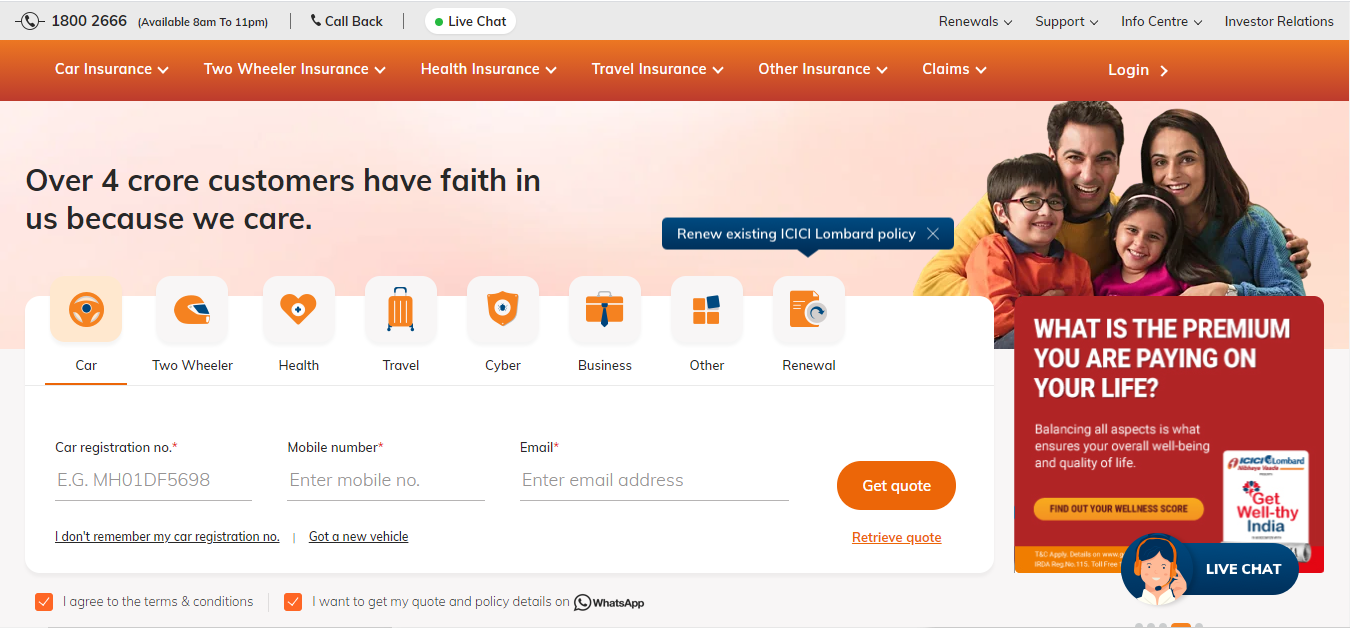 1800 2666 (Available 8am To 11pm) Call Back Live Chat Renewals Support Info Centre Investor Relations
Car Insurance Two Wheeler Insurance Health Insurance Travel Insurance Other Insurance Claims Login
Over 4 crore customers have faith in
us because we care.
Renew existing ICICI Lombard policy
Car Two Wheeler Health Travel Cyber Business Other Renewal
Car registration no.* Mobile number* Email*
E.G. MH01DF5698 Enter mobile no. Enter email address
Get quote
I don't remember my car registration no. | Got a new vehicle
Retrieve quote
I agree to the terms & conditions I want to get my quote and policy details on WhatsApp
WHAT IS THE PREMIUM
YOU ARE PAYING ON
YOUR LIFE?
Balancing all aspects is what
ensures your overall well-being
and quality of life.
FIND OUT YOUR WELLNESS SCORE
ICICI Lombard
Nibhaye Vaade
Get
Well-thy
India
T&C Apply. Details on www.
IRDA Reg.No.115. Toll Free
LIVE CHAT